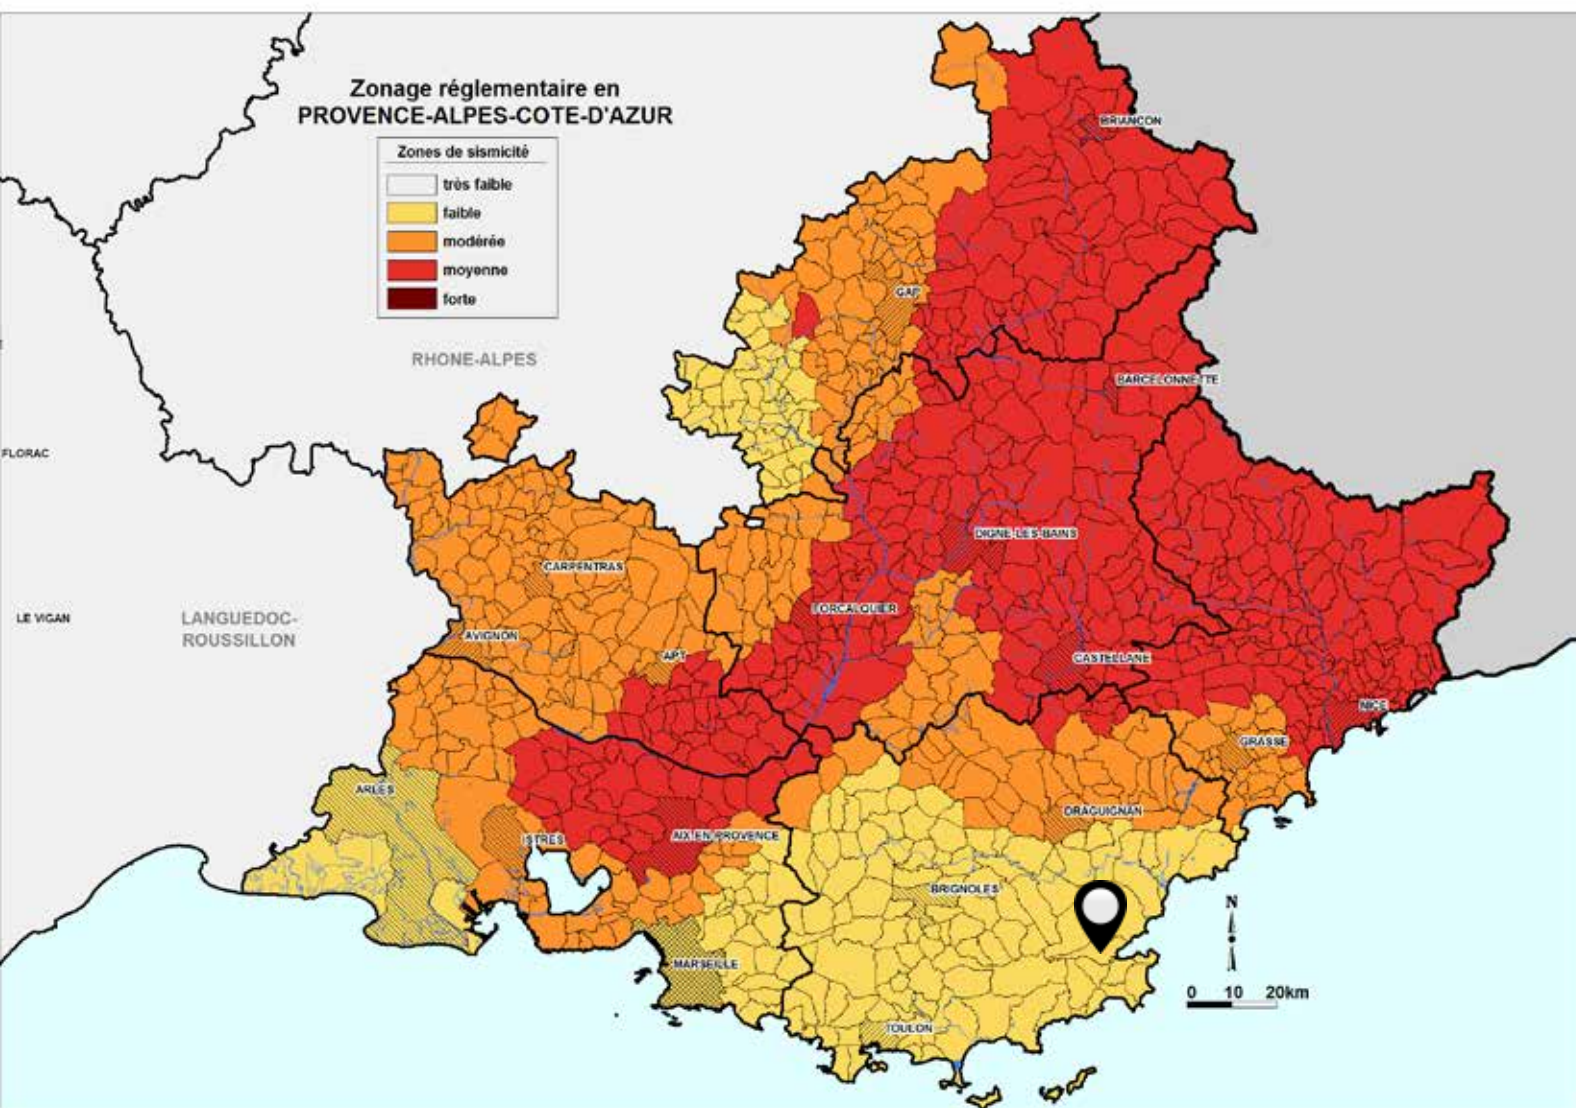 Zonage réglementaire en
PROVENCE-ALPES-COTE-D'AZUR
Zones de sismicité
très faible
faible
modérée
moyenne
forte
BRIANCON
GAP
RHONE-ALPES
BARCELONNETTE
FLORAC
DIGNE-LES-BAINS
CARPENTRAS
FORCALQUIER
LE VIGAN
LANGUEDOC-
ROUSSILLON
AVIGNON
APT
CASTELLANE
NICE
GRASSE
ARLES
DRAGUIGNAN
ISTRES
AIX-EN-PROVENCE
BRIGNOLES
N
MARSEILLE
0 10 20km
TOULON